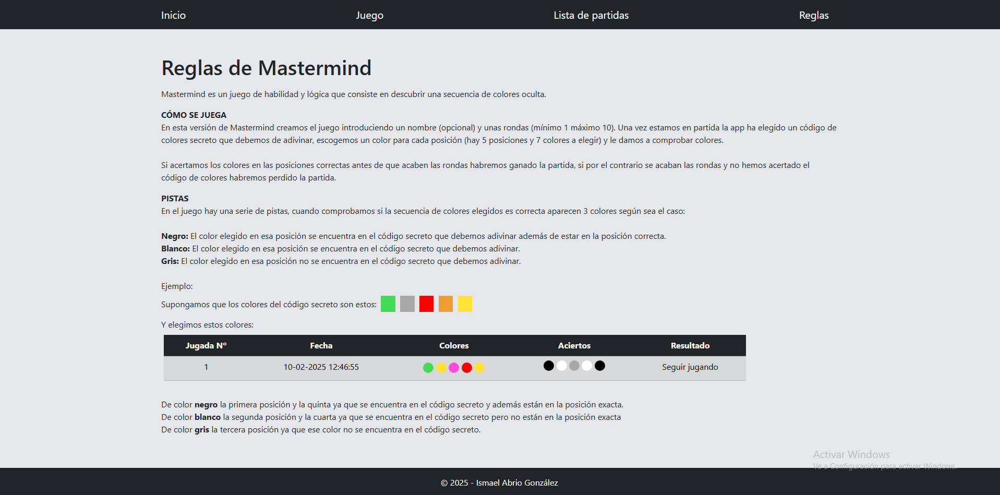 Inicio Juego Lista de partidas Reglas
Reglas de Mastermind
Mastermind es un juego de habilidad y lógica que consiste en descubrir una secuencia de colores oculta.
CÓMO SE JUEGA
En esta versión de Mastermind creamos el juego introduciendo un nombre (opcional) y unas rondas (mínimo 1 máximo 10). Una vez estamos en partida la app ha elegido un código de
colores secreto que debemos de adivinar, escogemos un color para cada posición (hay 5 posiciones y 7 colores a elegir) y le damos a comprobar colores.
Si acertamos los colores en las posiciones correctas antes de que acaben las rondas habremos ganado la partida, si por el contrario se acaban las rondas y no hemos acertado el
código de colores habremos perdido la partida.
PISTAS
En el juego hay una serie de pistas, cuando comprobamos si la secuencia de colores elegidos es correcta aparecen 3 colores según sea el caso:
Negro: El color elegido en esa posición se encuentra en el código secreto que debemos adivinar además de estar en la posición correcta.
Blanco: El color elegido en esa posición se encuentra en el código secreto que debemos adivinar.
Gris: El color elegido en esa posición no se encuentra en el código secreto que debemos adivinar.
Ejemplo:
Supongamos que los colores del código secreto son estos:
Y elegimos estos colores:
Jugada Nº Fecha Colores Aciertos Resultado
1 10-02-2025 12:46:55 Seguir jugando
De color negro la primera posición y la quinta ya que se encuentra en el código secreto y además están en la posición exacta.
De color blanco la segunda posición y la cuarta ya que se encuentra en el código secreto pero no están en la posición exacta
De color gris la tercera posición ya que ese color no se encuentra en el código secreto.
Activar Windows
Ve a Configuración para activar Windows.
© 2025 - Ismael Abrio González